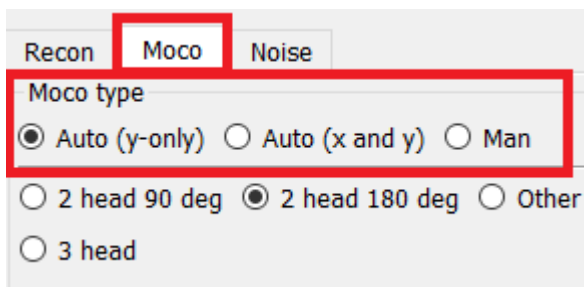 Recon Moco Noise
Moco type
Auto (y-only) Auto (x and y) Man
2 head 90 deg 2 head 180 deg Other
3 head